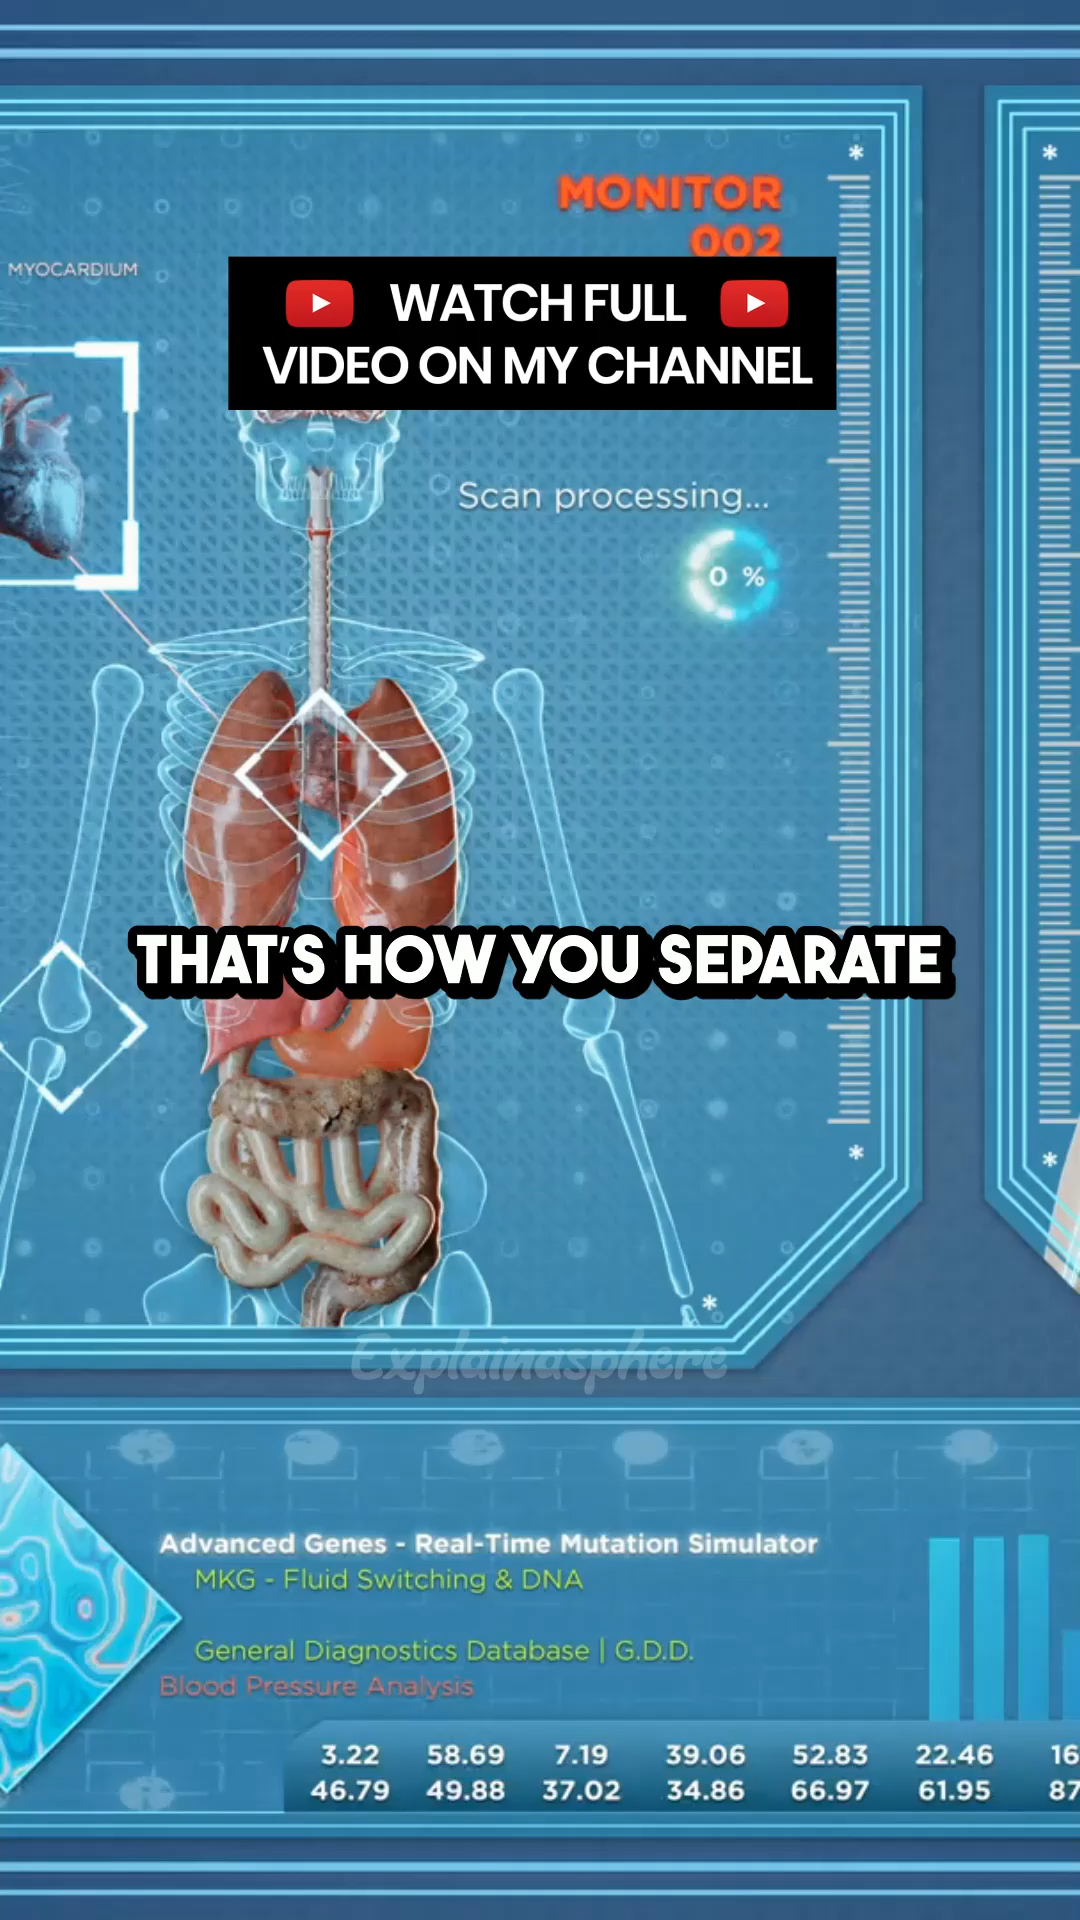 MONITOR
002
MYOCARDIUM
WATCH FULL
VIDEO ON MY CHANNEL
Scan processing...
0 %
THAT'S HOW YOU SEPARATE
Explainasphere
Advanced Genes - Real-Time Mutation Simulator
MKG - Fluid Switching & DNA
General Diagnostics Database | G.D.D.
Blood Pressure Analysis
3.22 58.69 7.19 39.06 52.83 22.46 16
46.79 49.88 37.02 34.86 66.97 61.95 87